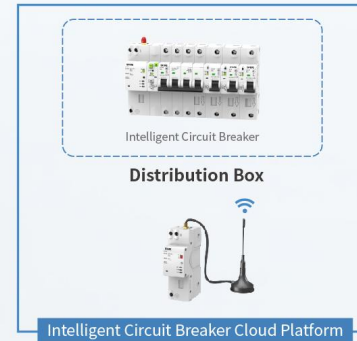 Intelligent Circuit Breaker
Distribution Box
Intelligent Circuit Breaker Cloud Platform